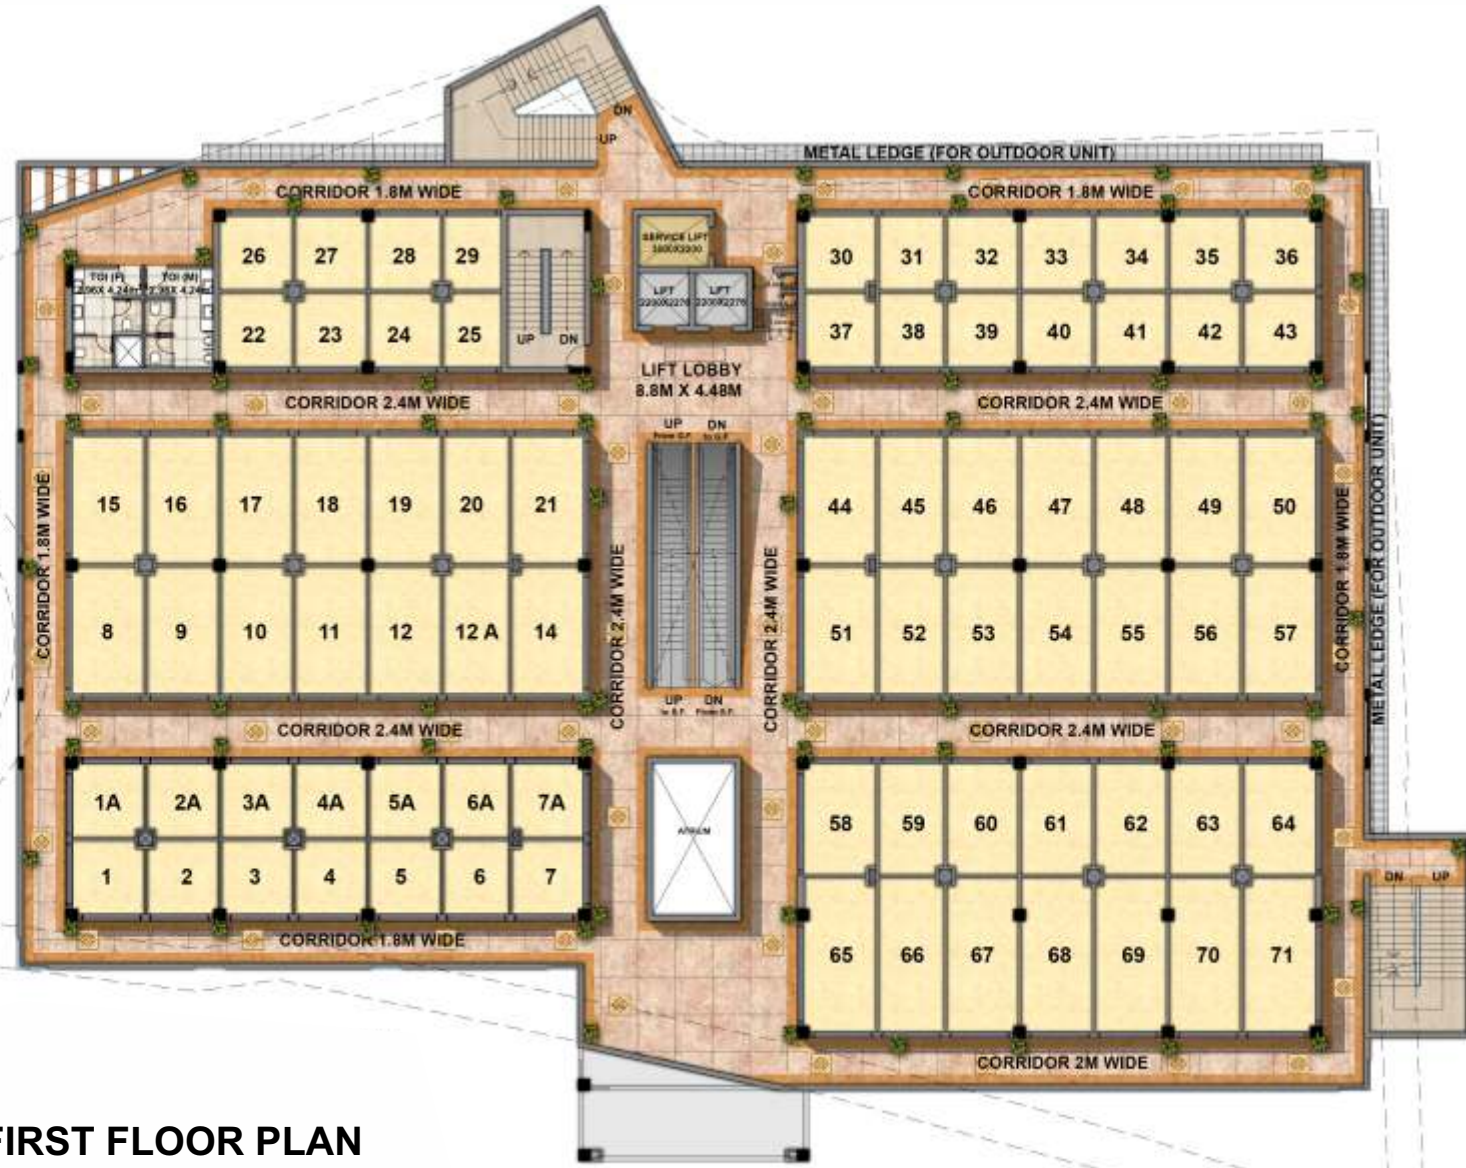 DN
UP
METAL LEDGE (FOR OUTDOOR UNIT)
CORRIDOR 1.8M WIDE
CORRIDOR 1.8M WIDE
26 27 28 29
SERVICE LIFT
30 31 32 33 34 35 36
TOI (F) TOI (M)
LIFT LIFT
22 23 24 25
UP DN
37 38 39 40 41 42 43
LIFT LOBBY
8.8M X 4.48M
CORRIDOR 2.4M WIDE
CORRIDOR 2.4M WIDE
UP DN
From G.F. to G.F.
15 16 17 18 19 20 21
44 45 46 47 48 49 50
CORRIDOR 1.8M WIDE
CORRIDOR 2.4M WIDE
CORRIDOR 2.4M WIDE
CORRIDOR 1.8M WIDE
METAL LEDGE (FOR OUTDOOR UNIT)
8 9 10 11 12 12 A 14
51 52 53 54 55 56 57
UP DN
CORRIDOR 2.4M WIDE
CORRIDOR 2.4M WIDE
1A 2A 3A 4A 5A 6A 7A
58 59 60 61 62 63 64
ATRIUM
1 2 3 4 5 6 7
DN UP
CORRIDOR 1.8M WIDE
65 66 67 68 69 70 71
CORRIDOR 2M WIDE
FIRST FLOOR PLAN